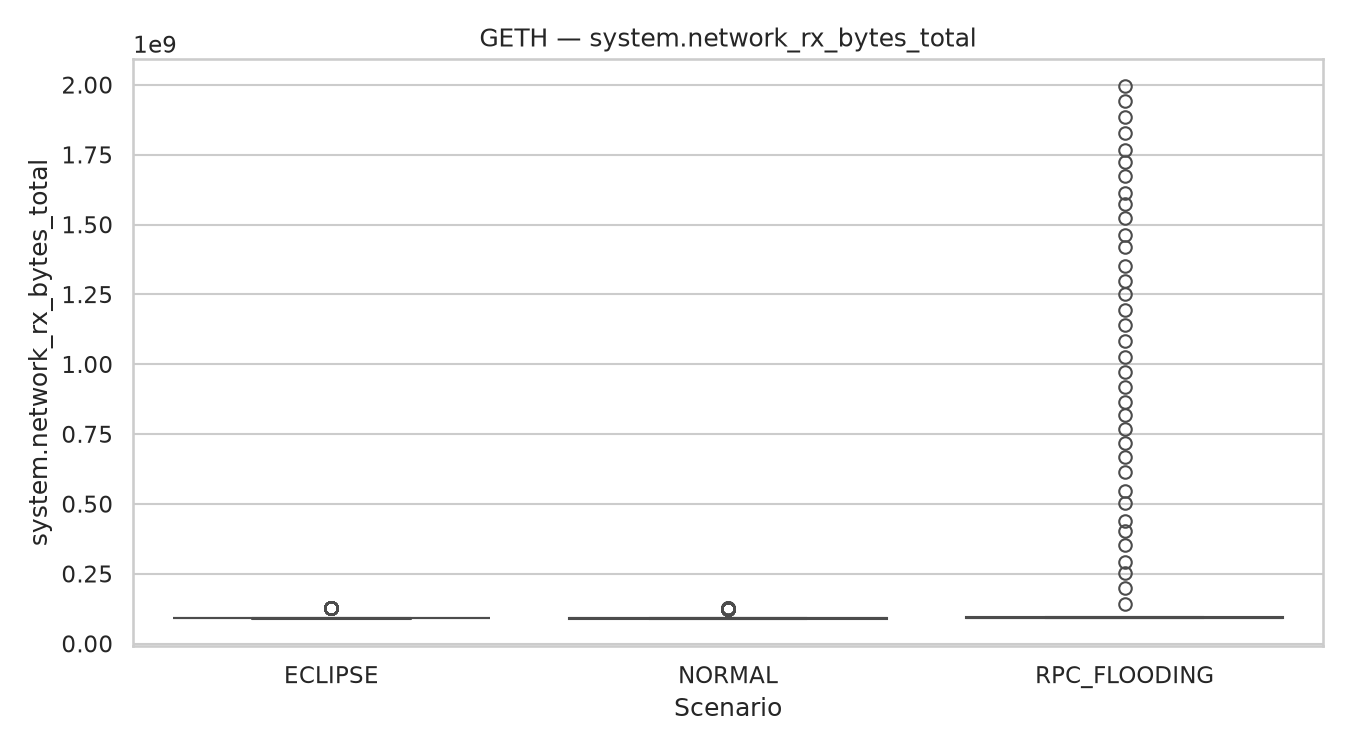 GETH — system.network_rx_bytes_total
1e9
2.00
1.75
1.50
1.25
1.00
0.75
0.50
0.25
0.00
system.network_rx_bytes_total
ECLIPSE
NORMAL
RPC_FLOODING
Scenario